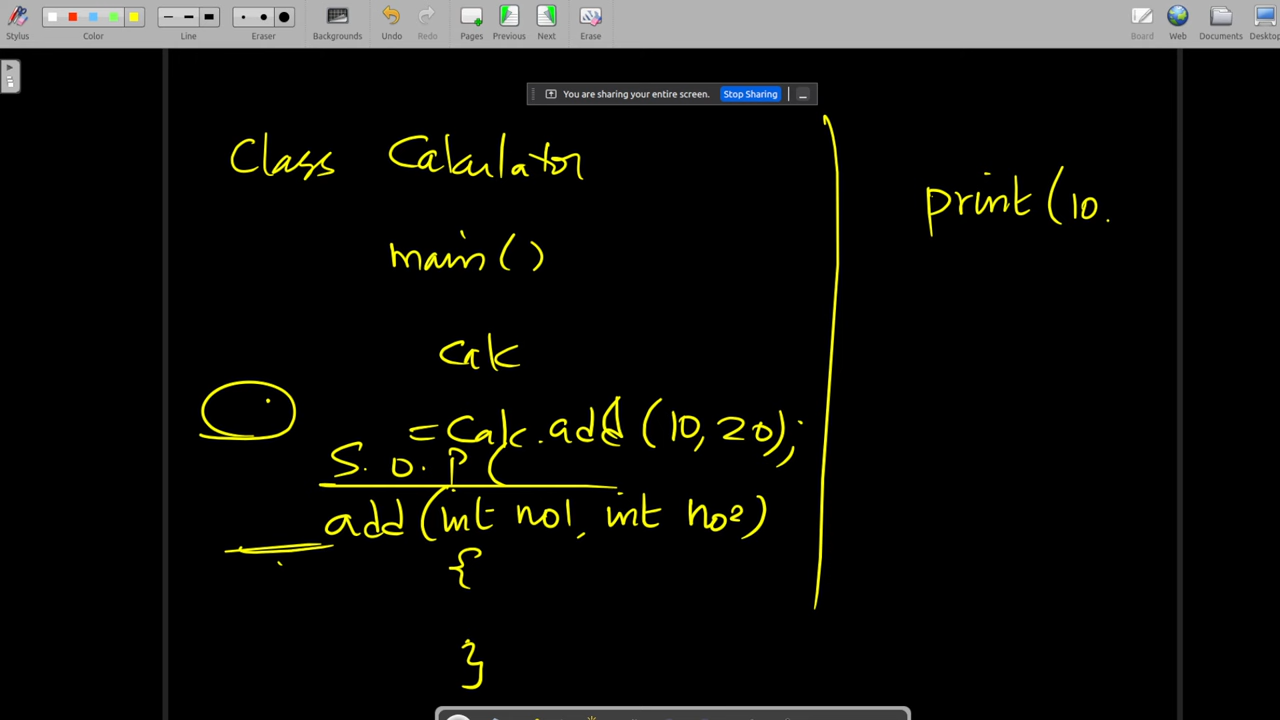 Stylus Color Line Eraser Backgrounds Undo Redo Pages Previous Next Erase Board Web Documents Desktop
You are sharing your entire screen. Stop Sharing
Class Calculator
main()
calc
= calc.add (10, 20);
S. O. P (
add (int no1, int no2)
{
}
print (10.